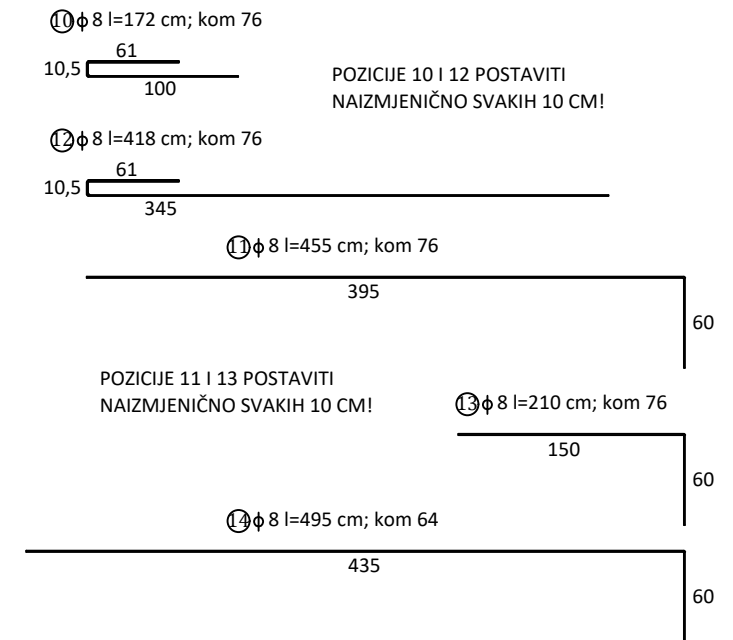 10 ϕ 8 l=172 cm; kom 76
61
10,5
100
POZICIJE 10 I 12 POSTAVITI
NAIZMJENIČNO SVAKIH 10 CM!
12 ϕ 8 l=418 cm; kom 76
61
10,5
345
11 ϕ 8 l=455 cm; kom 76
395
60
POZICIJE 11 I 13 POSTAVITI
NAIZMJENIČNO SVAKIH 10 CM!
13 ϕ 8 l=210 cm; kom 76
150
60
14 ϕ 8 l=495 cm; kom 64
435
60